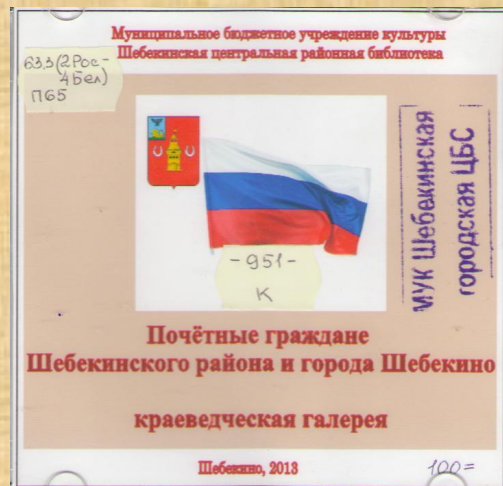 Муниципальное бюджетное учреждение культуры
Шебекинская центральная районная библиотека
63.3(2Рос-
4Бел)
П65
МУК Шебекинская
городская ЦБС
-951-
К
Почётные граждане
Шебекинского района и города Шебекино
краеведческая галерея
Шебекино, 2013
100=